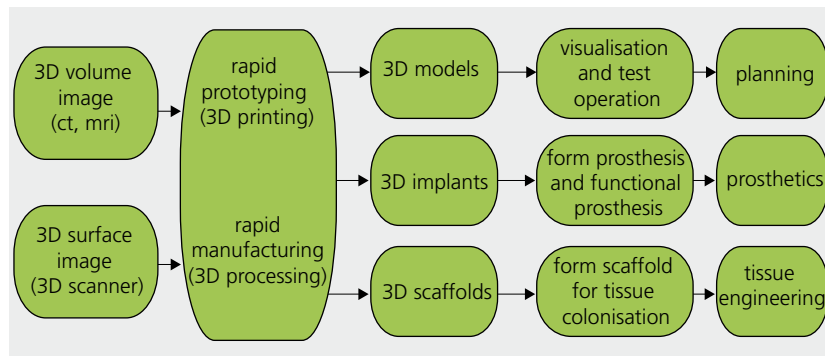 3D volume
image
(ct, mri)
3D surface
image
(3D scanner)
rapid
prototyping
(3D printing)
rapid
manufacturing
(3D processing)
3D models
visualisation
and test
operation
planning
3D implants
form prosthesis
and functional
prosthesis
prosthetics
3D scaffolds
form scaffold
for tissue
colonisation
tissue
engineering